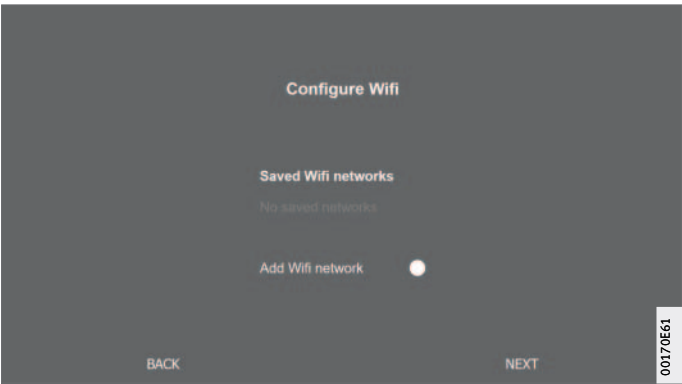 Configure Wifi
Saved Wifi networks
No saved networks
Add Wifi network
BACK
NEXT
00170E61